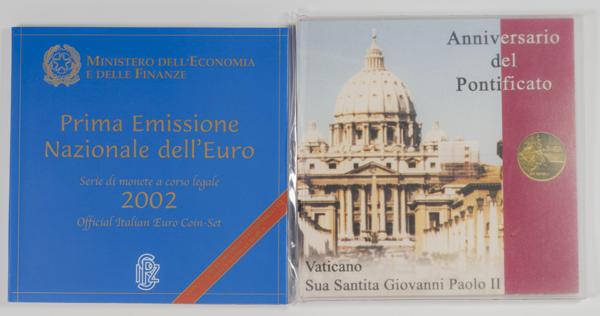 MINISTERO DELL'ECONOMIA
E DELLE FINANZE
Prima Emissione
Nazionale dell'Euro
Serie di monete a corso legale
2002
Official Italian Euro Coin-Set
Anniversario
del
Pontificato
Vaticano
Sua Santita Giovanni Paolo II